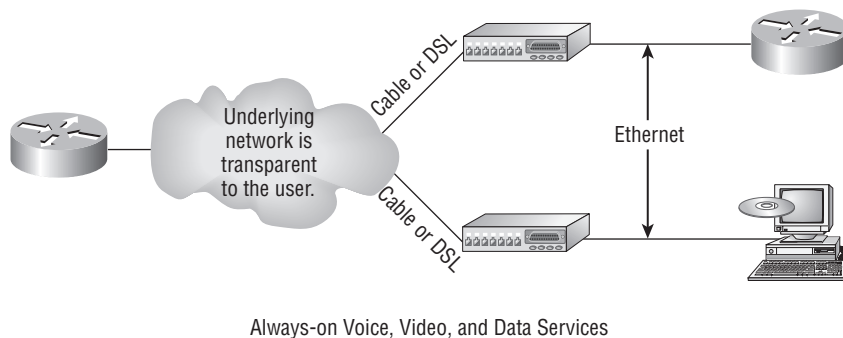 Cable or DSL
Underlying
network is
transparent
to the user.
Ethernet
Cable or DSL
Always-on Voice, Video, and Data Services